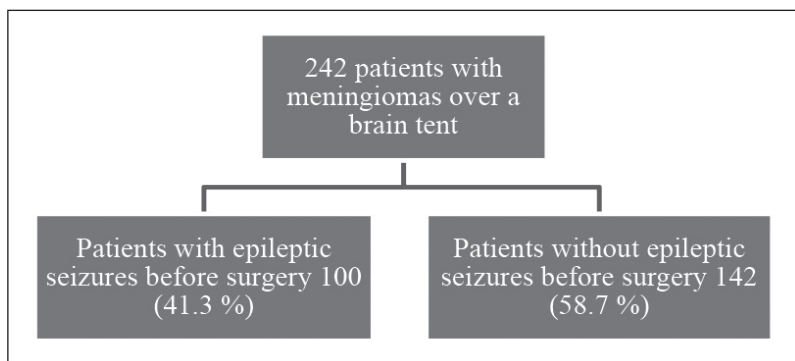 242 patients with
meningiomas over a
brain tent
Patients with epileptic
seizures before surgery 100
(41.3 %)
Patients without epileptic
seizures before surgery 142
(58.7 %)